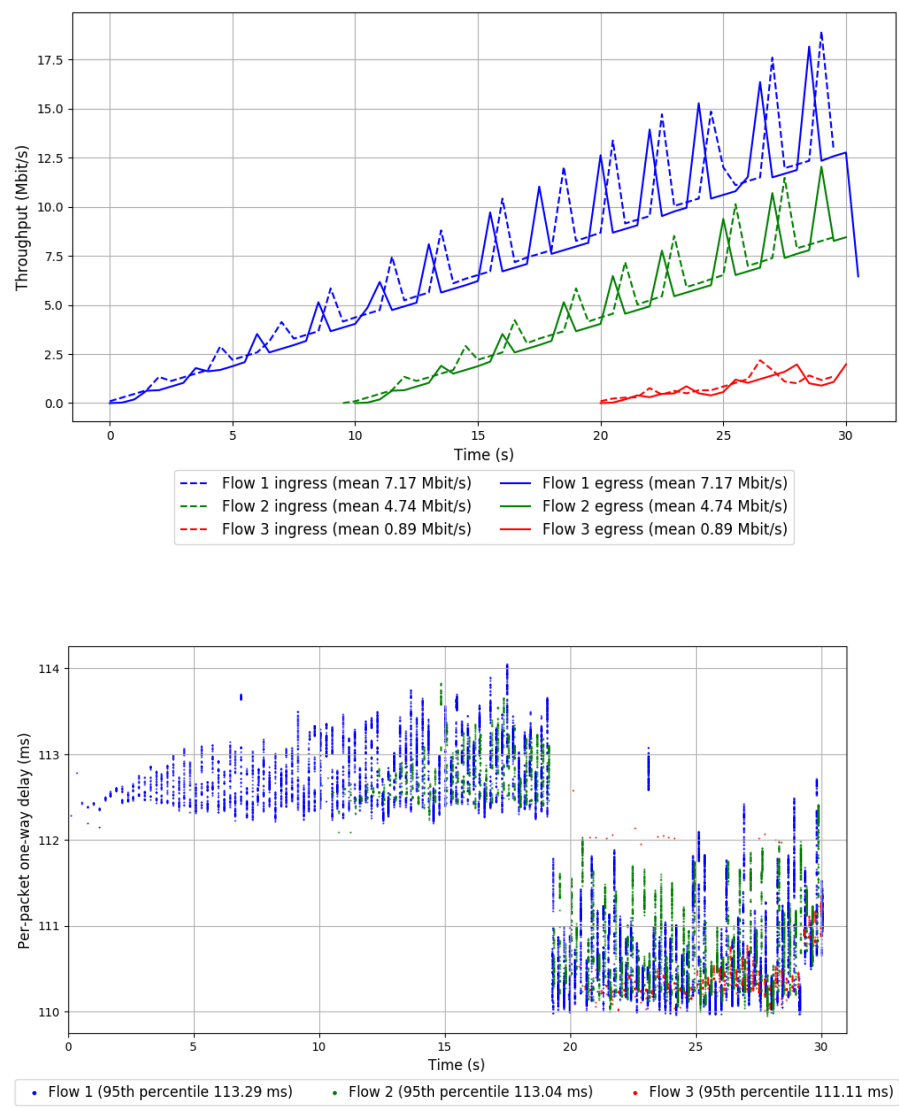 17.5
15.0
12.5
10.0
7.5
5.0
2.5
0.0
Throughput (Mbit/s)
0 5 10 15 20 25 30
Time (s)
Flow 1 ingress (mean 7.17 Mbit/s) Flow 1 egress (mean 7.17 Mbit/s)
Flow 2 ingress (mean 4.74 Mbit/s) Flow 2 egress (mean 4.74 Mbit/s)
Flow 3 ingress (mean 0.89 Mbit/s) Flow 3 egress (mean 0.89 Mbit/s)
114
113
112
111
110
Per-packet one-way delay (ms)
0 5 10 15 20 25 30
Time (s)
Flow 1 (95th percentile 113.29 ms) Flow 2 (95th percentile 113.04 ms) Flow 3 (95th percentile 111.11 ms)